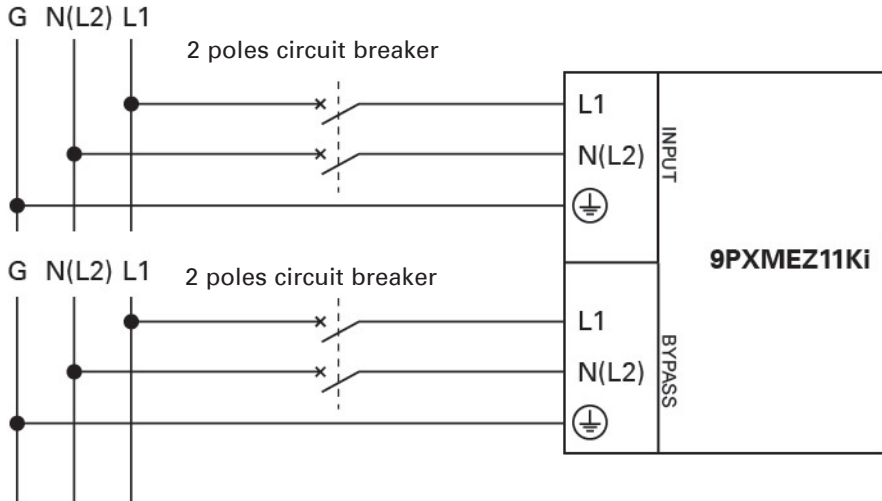 G N(L2) L1
2 poles circuit breaker
L1
N(L2)
INPUT
9PXMEZ11Ki
G N(L2) L1
2 poles circuit breaker
L1
N(L2)
BYPASS